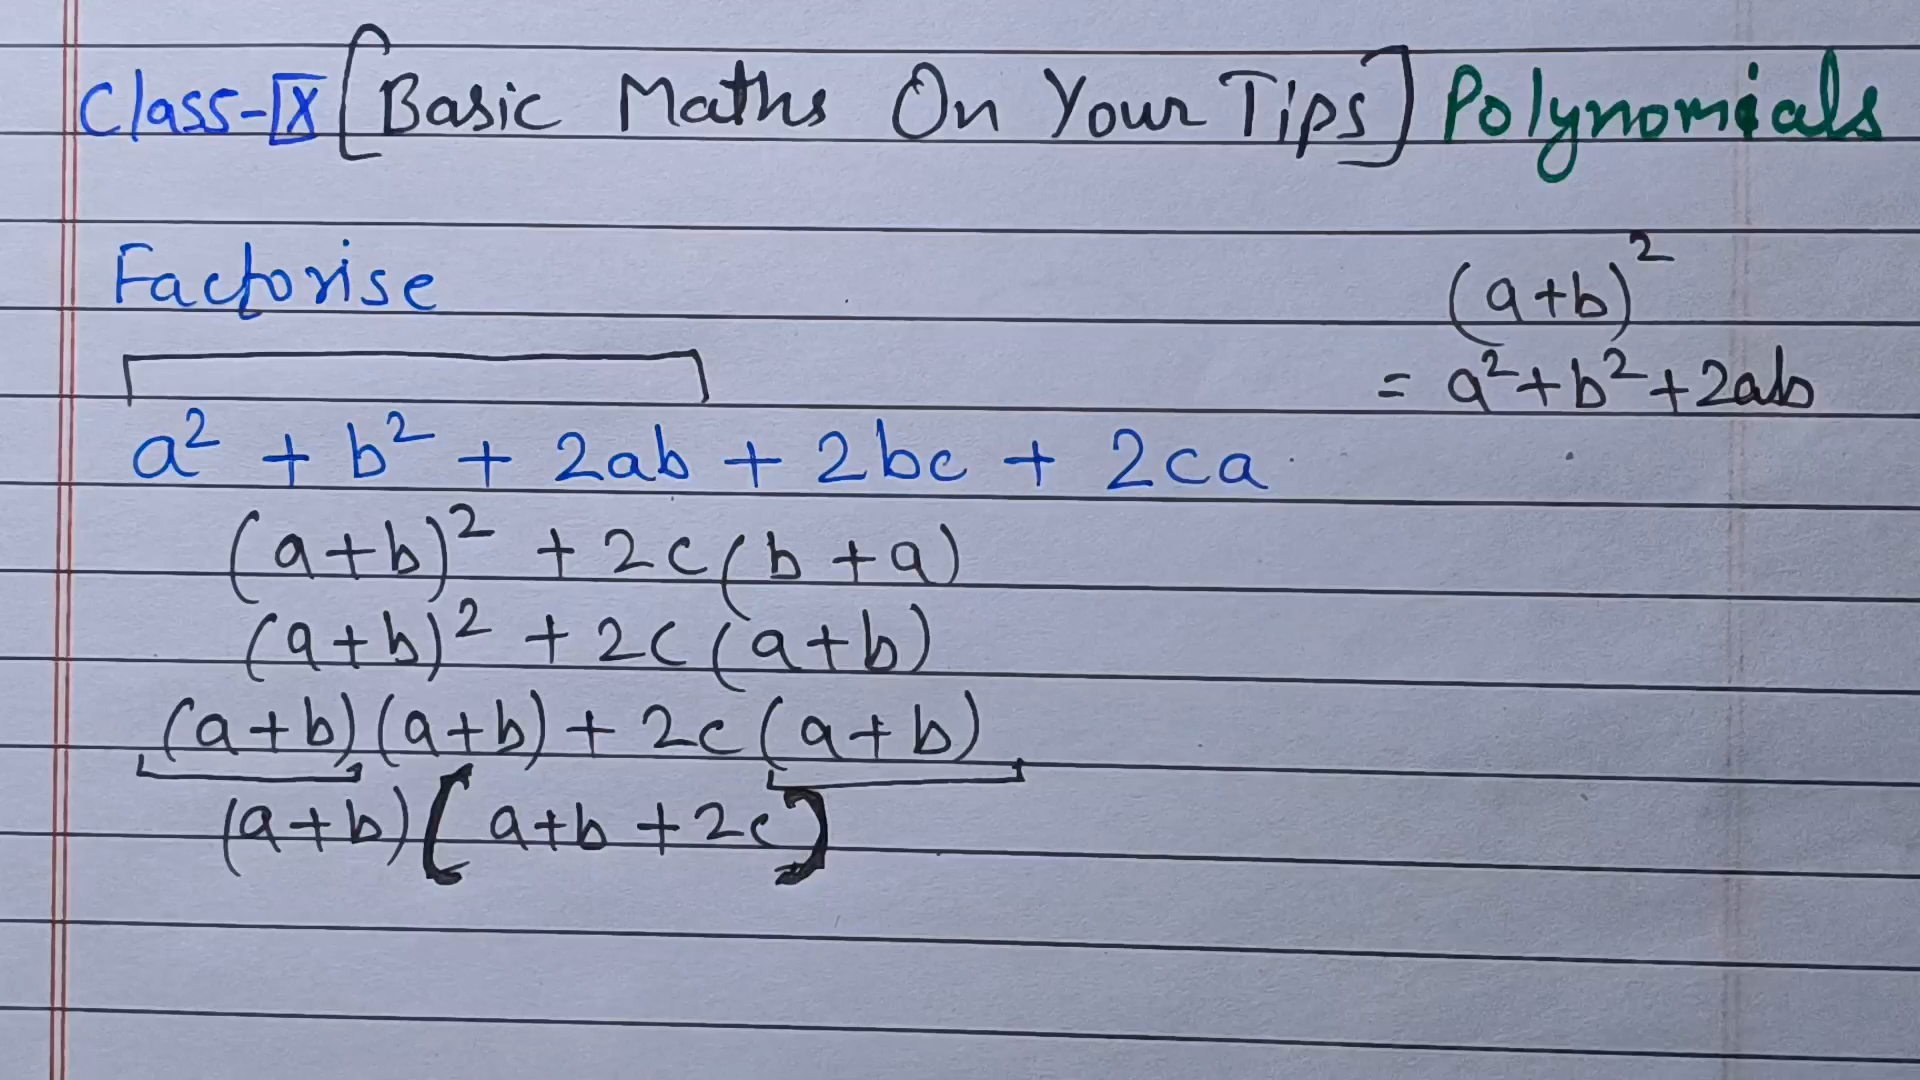 Class-IX [Basic Maths On Your Tips] Polynomials
Factorise
(a+b)²
= a²+b²+2ab
a² + b² + 2ab + 2bc + 2ca
(a+b)² + 2c(b+a)
(a+b)² + 2c(a+b)
(a+b)(a+b) + 2c(a+b)
(a+b)[a+b+2c]